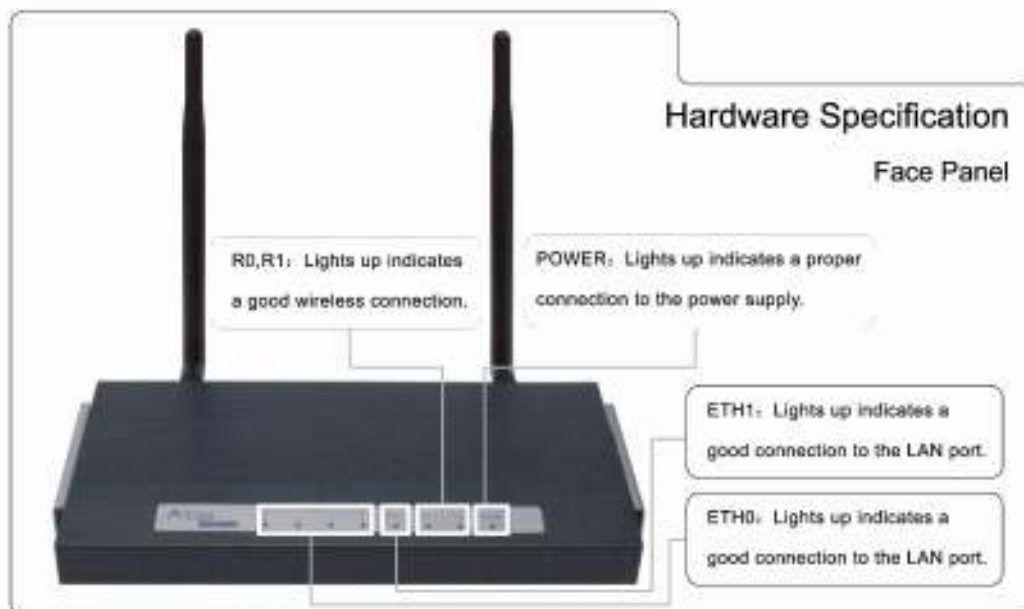 Hardware Specification
Face Panel
R0,R1: Lights up indicates
a good wireless connection.
POWER: Lights up indicates a proper
connection to the power supply.
ETH1: Lights up indicates a
good connection to the LAN port.
ETH0: Lights up indicates a
good connection to the LAN port.